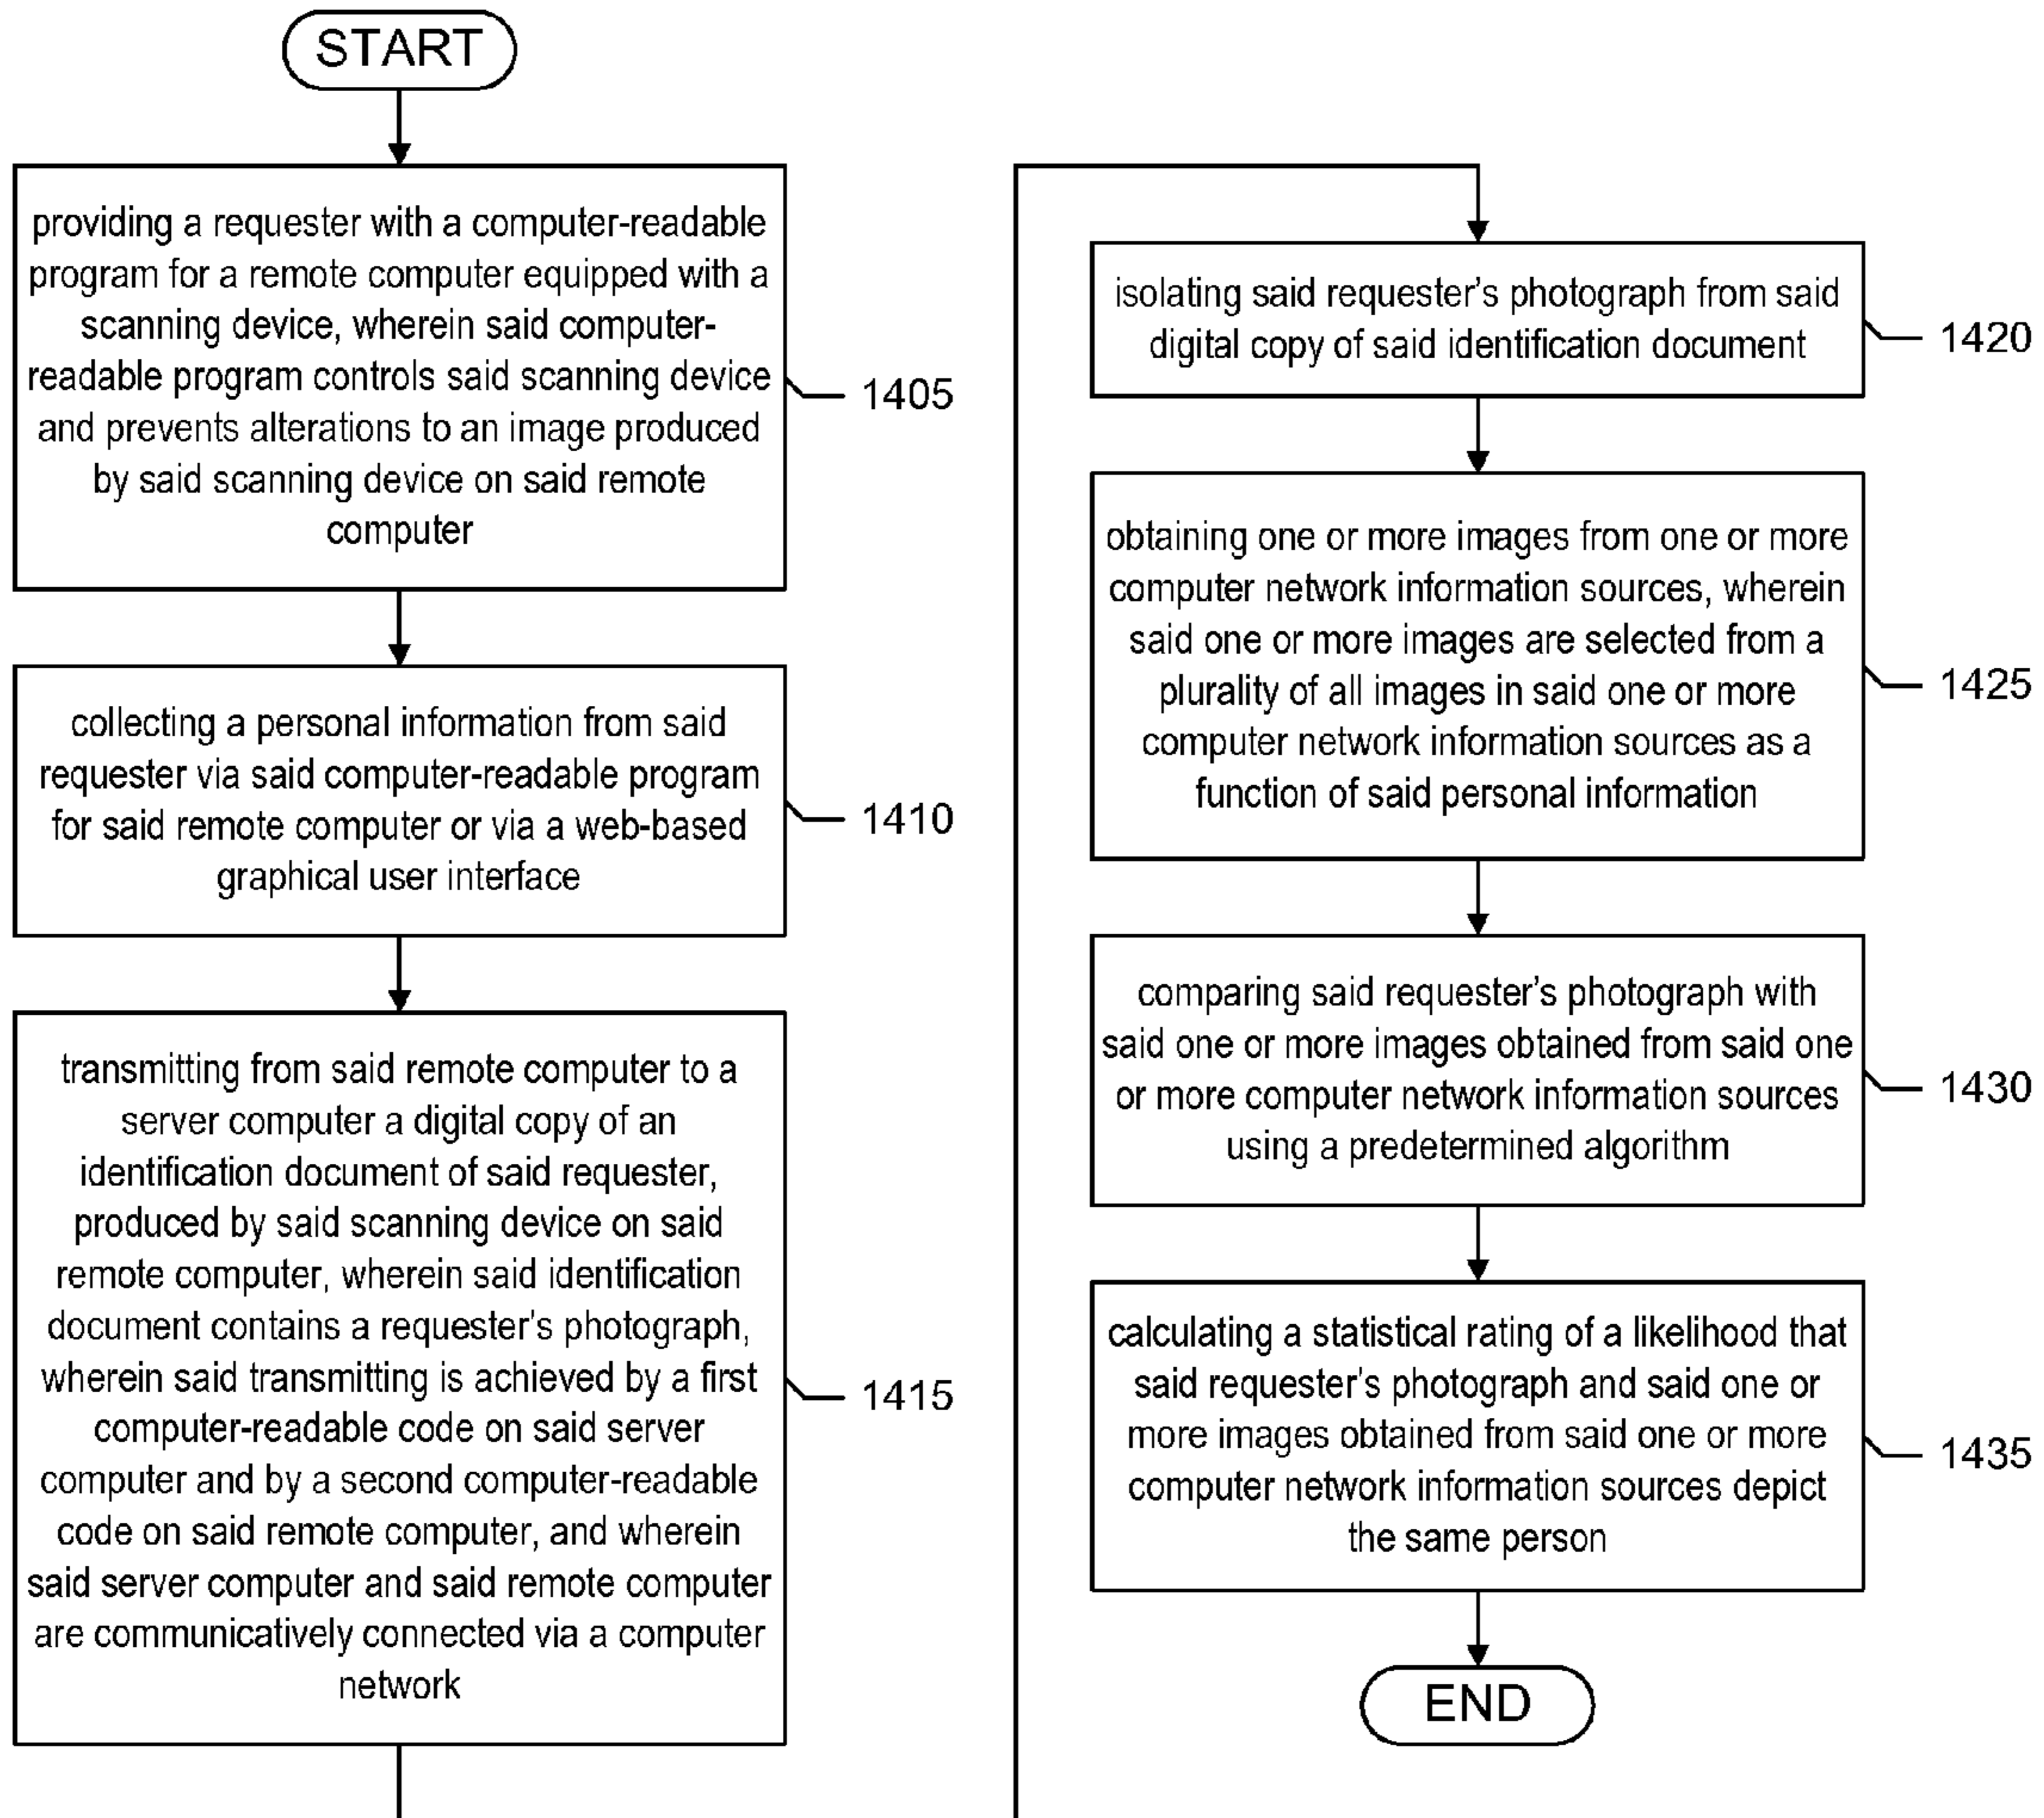 START
providing a requester with a computer-readable
program for a remote computer equipped with a
scanning device, wherein said computer-
readable program controls said scanning device
and prevents alterations to an image produced
by said scanning device on said remote
computer
1405
collecting a personal information from said
requester via said computer-readable program
for said remote computer or via a web-based
graphical user interface
1410
transmitting from said remote computer to a
server computer a digital copy of an
identification document of said requester,
produced by said scanning device on said
remote computer, wherein said identification
document contains a requester's photograph,
wherein said transmitting is achieved by a first
computer-readable code on said server
computer and by a second computer-readable
code on said remote computer, and wherein
said server computer and said remote computer
are communicatively connected via a computer
network
1415
isolating said requester's photograph from said
digital copy of said identification document
1420
obtaining one or more images from one or more
computer network information sources, wherein
said one or more images are selected from a
plurality of all images in said one or more
computer network information sources as a
function of said personal information
1425
comparing said requester's photograph with
said one or more images obtained from said one
or more computer network information sources
using a predetermined algorithm
1430
calculating a statistical rating of a likelihood that
said requester's photograph and said one or
more images obtained from said one or more
computer network information sources depict
the same person
1435
END